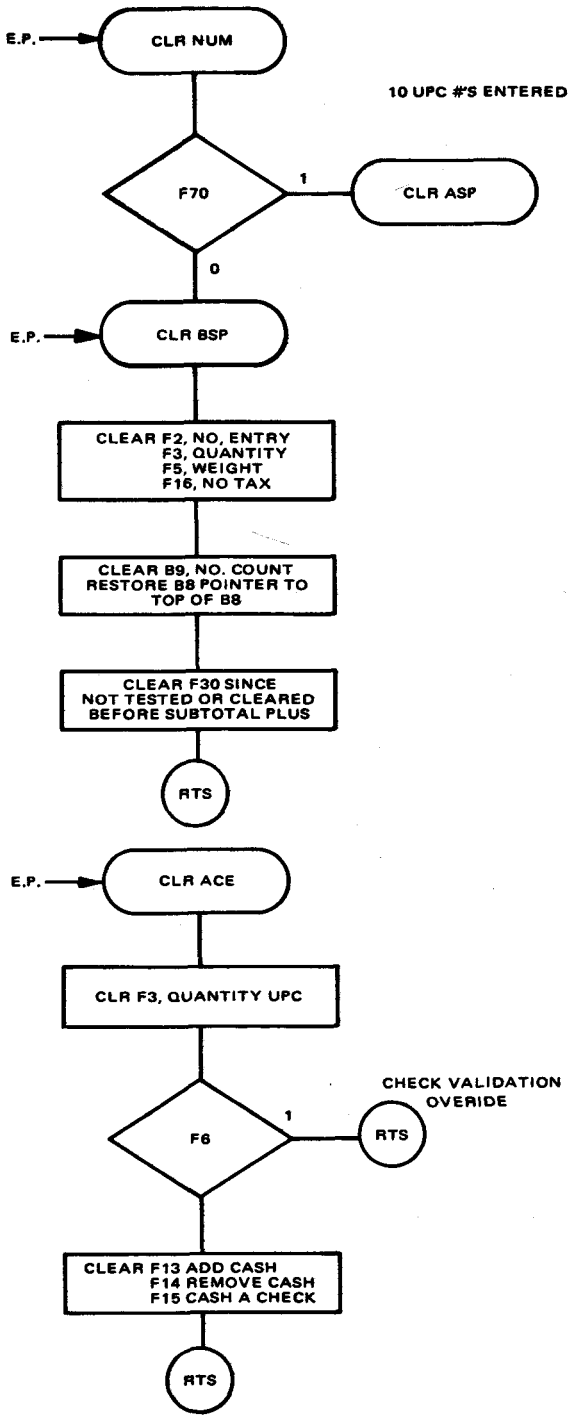 E.P.
CLR NUM
10 UPC #'S ENTERED
F70
1
CLR ASP
0
E.P.
CLR BSP
CLEAR F2, NO, ENTRY
F3, QUANTITY
F5, WEIGHT
F16, NO TAX
CLEAR B9, NO. COUNT
RESTORE B8 POINTER TO
TOP OF B8
CLEAR F30 SINCE
NOT TESTED OR CLEARED
BEFORE SUBTOTAL PLUS
RTS
E.P.
CLR ACE
CLR F3, QUANTITY UPC
CHECK VALIDATION
OVERIDE
F6
1
RTS
CLEAR F13 ADD CASH
F14 REMOVE CASH
F15 CASH A CHECK
RTS